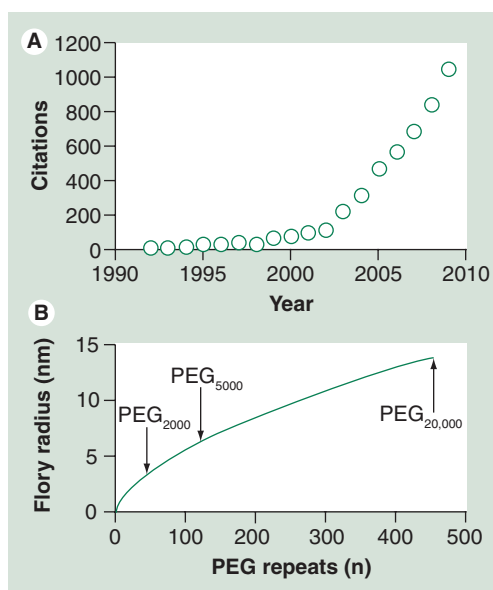 A
Citations
1200
1000
800
600
400
200
0
1990 1995 2000 2005 2010
Year
B
Flory radius (nm)
15
10
5
0
PEG5000
PEG2000
PEG20,000
0 100 200 300 400 500
PEG repeats (n)